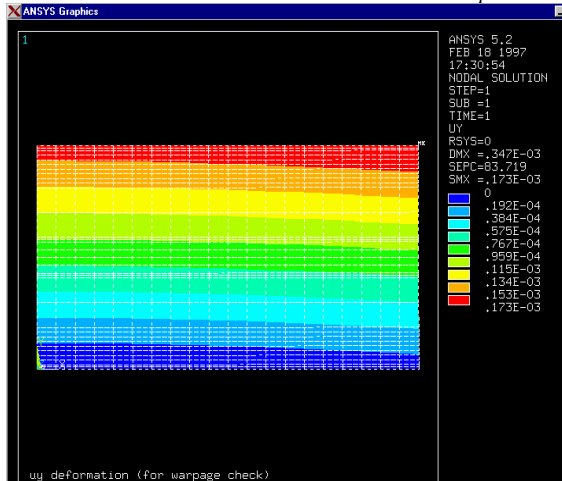 ANSYS Graphics
1
ANSYS 5.2
FEB 18 1997
17:30:54
NODAL SOLUTION
STEP=1
SUB =1
TIME=1
UY
RSYS=0
DMX =.347E-03
SEPC=83.719
SMX =.173E-03
0
.192E-04
.384E-04
.575E-04
.767E-04
.959E-04
.115E-03
.134E-03
.153E-03
.173E-03
MX
X
uy deformation (for warpage check)